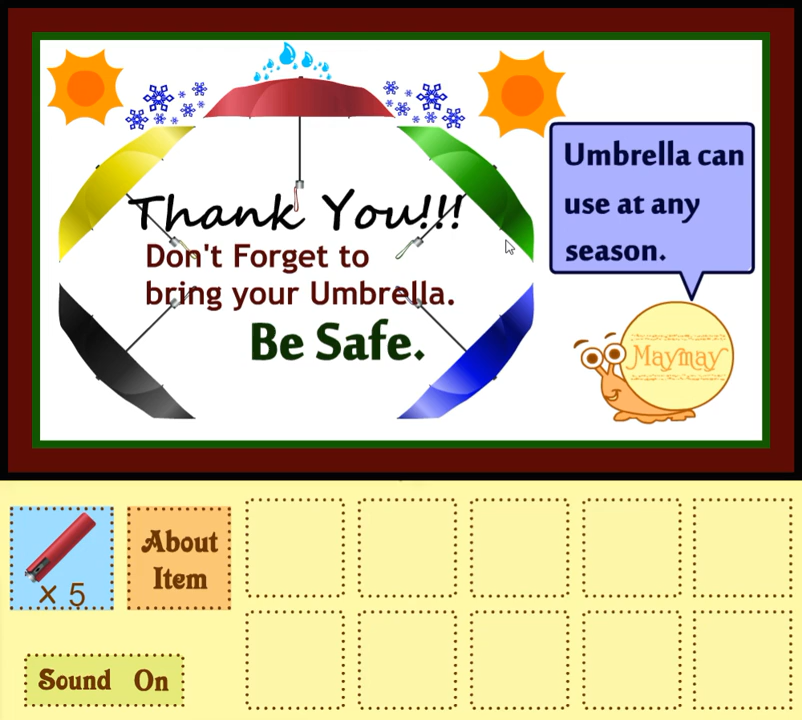 Thank You!!!
Don't Forget to
bring your Umbrella.
Be Safe.
Umbrella can
use at any
season.
Maymay
× 5
About
Item
Sound On